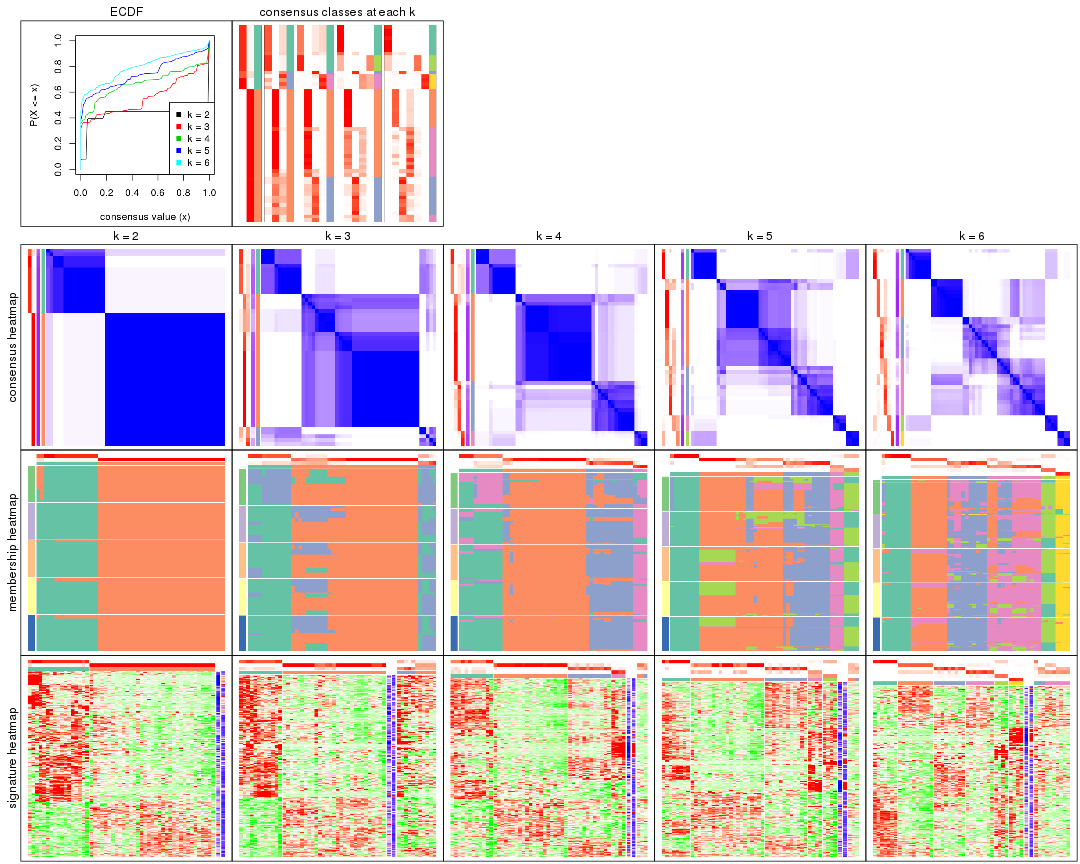 ECDF
consensus classes at each k
P(X <= x)
0.0 0.2 0.4 0.6 0.8 1.0
k = 2
k = 3
k = 4
k = 5
k = 6
0.0 0.2 0.4 0.6 0.8 1.0
consensus value (x)
k = 2 k = 3 k = 4 k = 5 k = 6
consensus heatmap
membership heatmap
signature heatmap